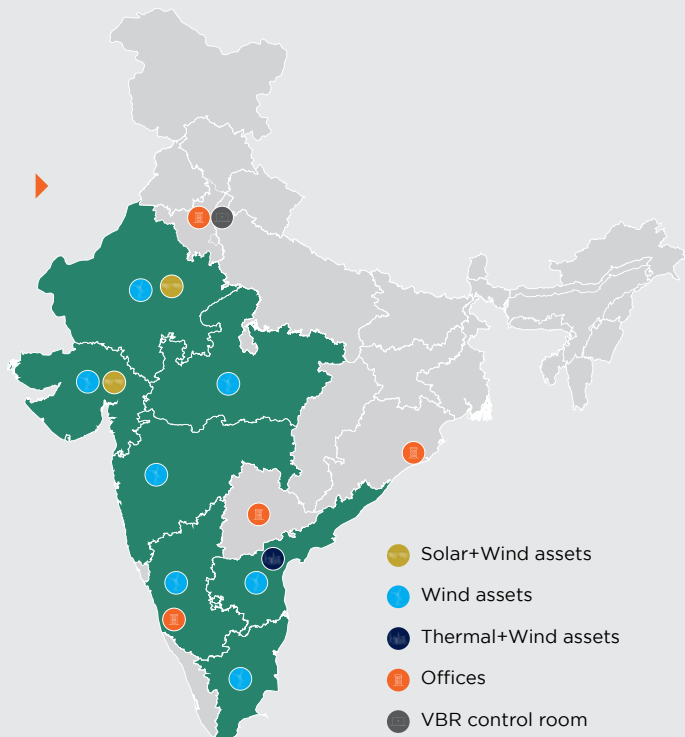 Solar+Wind assets
Wind assets
Thermal+Wind assets
Offices
VBR control room